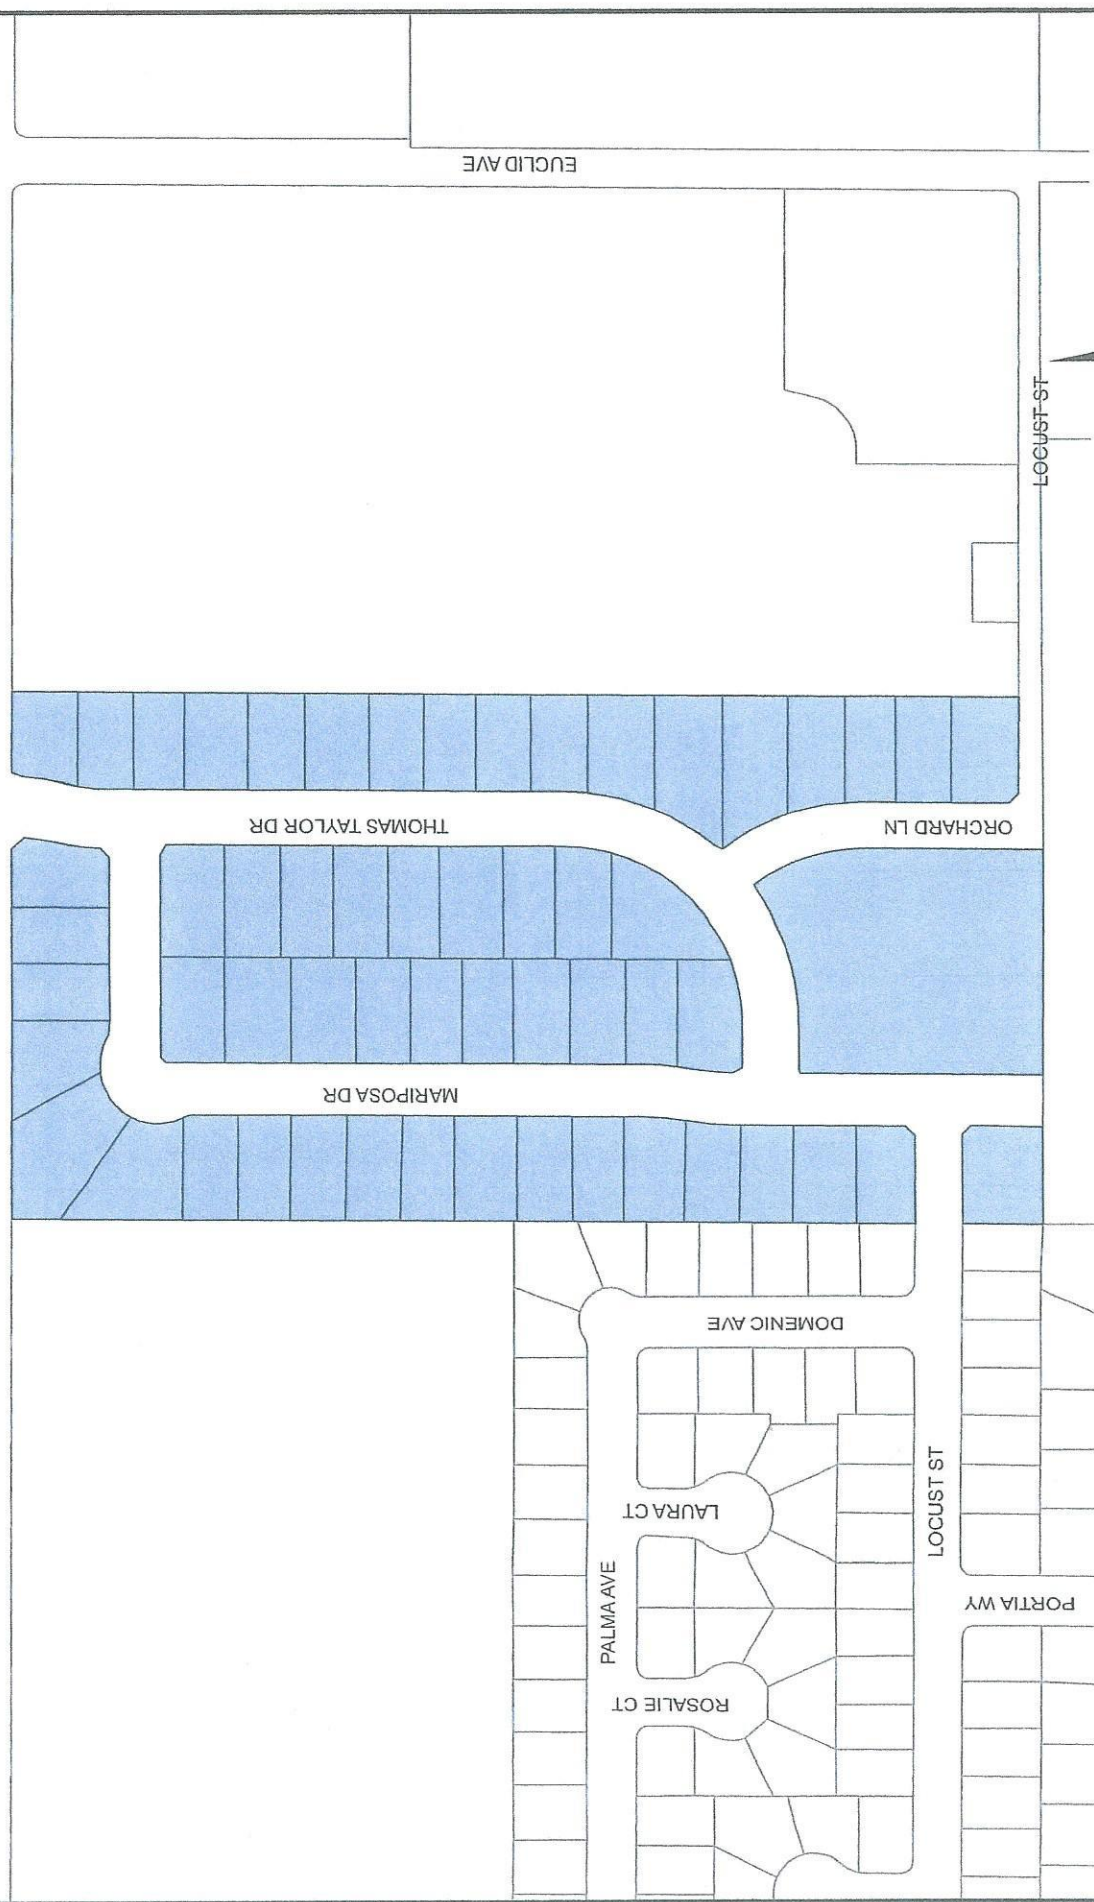 EUCLID AVE
LOCUST ST
THOMAS TAYLOR DR
ORCHARD LN
MARIPOSA DR
DOMENIC AVE
LAURA CT
LOCUST ST
PALMA AVE
PORTIA WY
ROSALIE CT